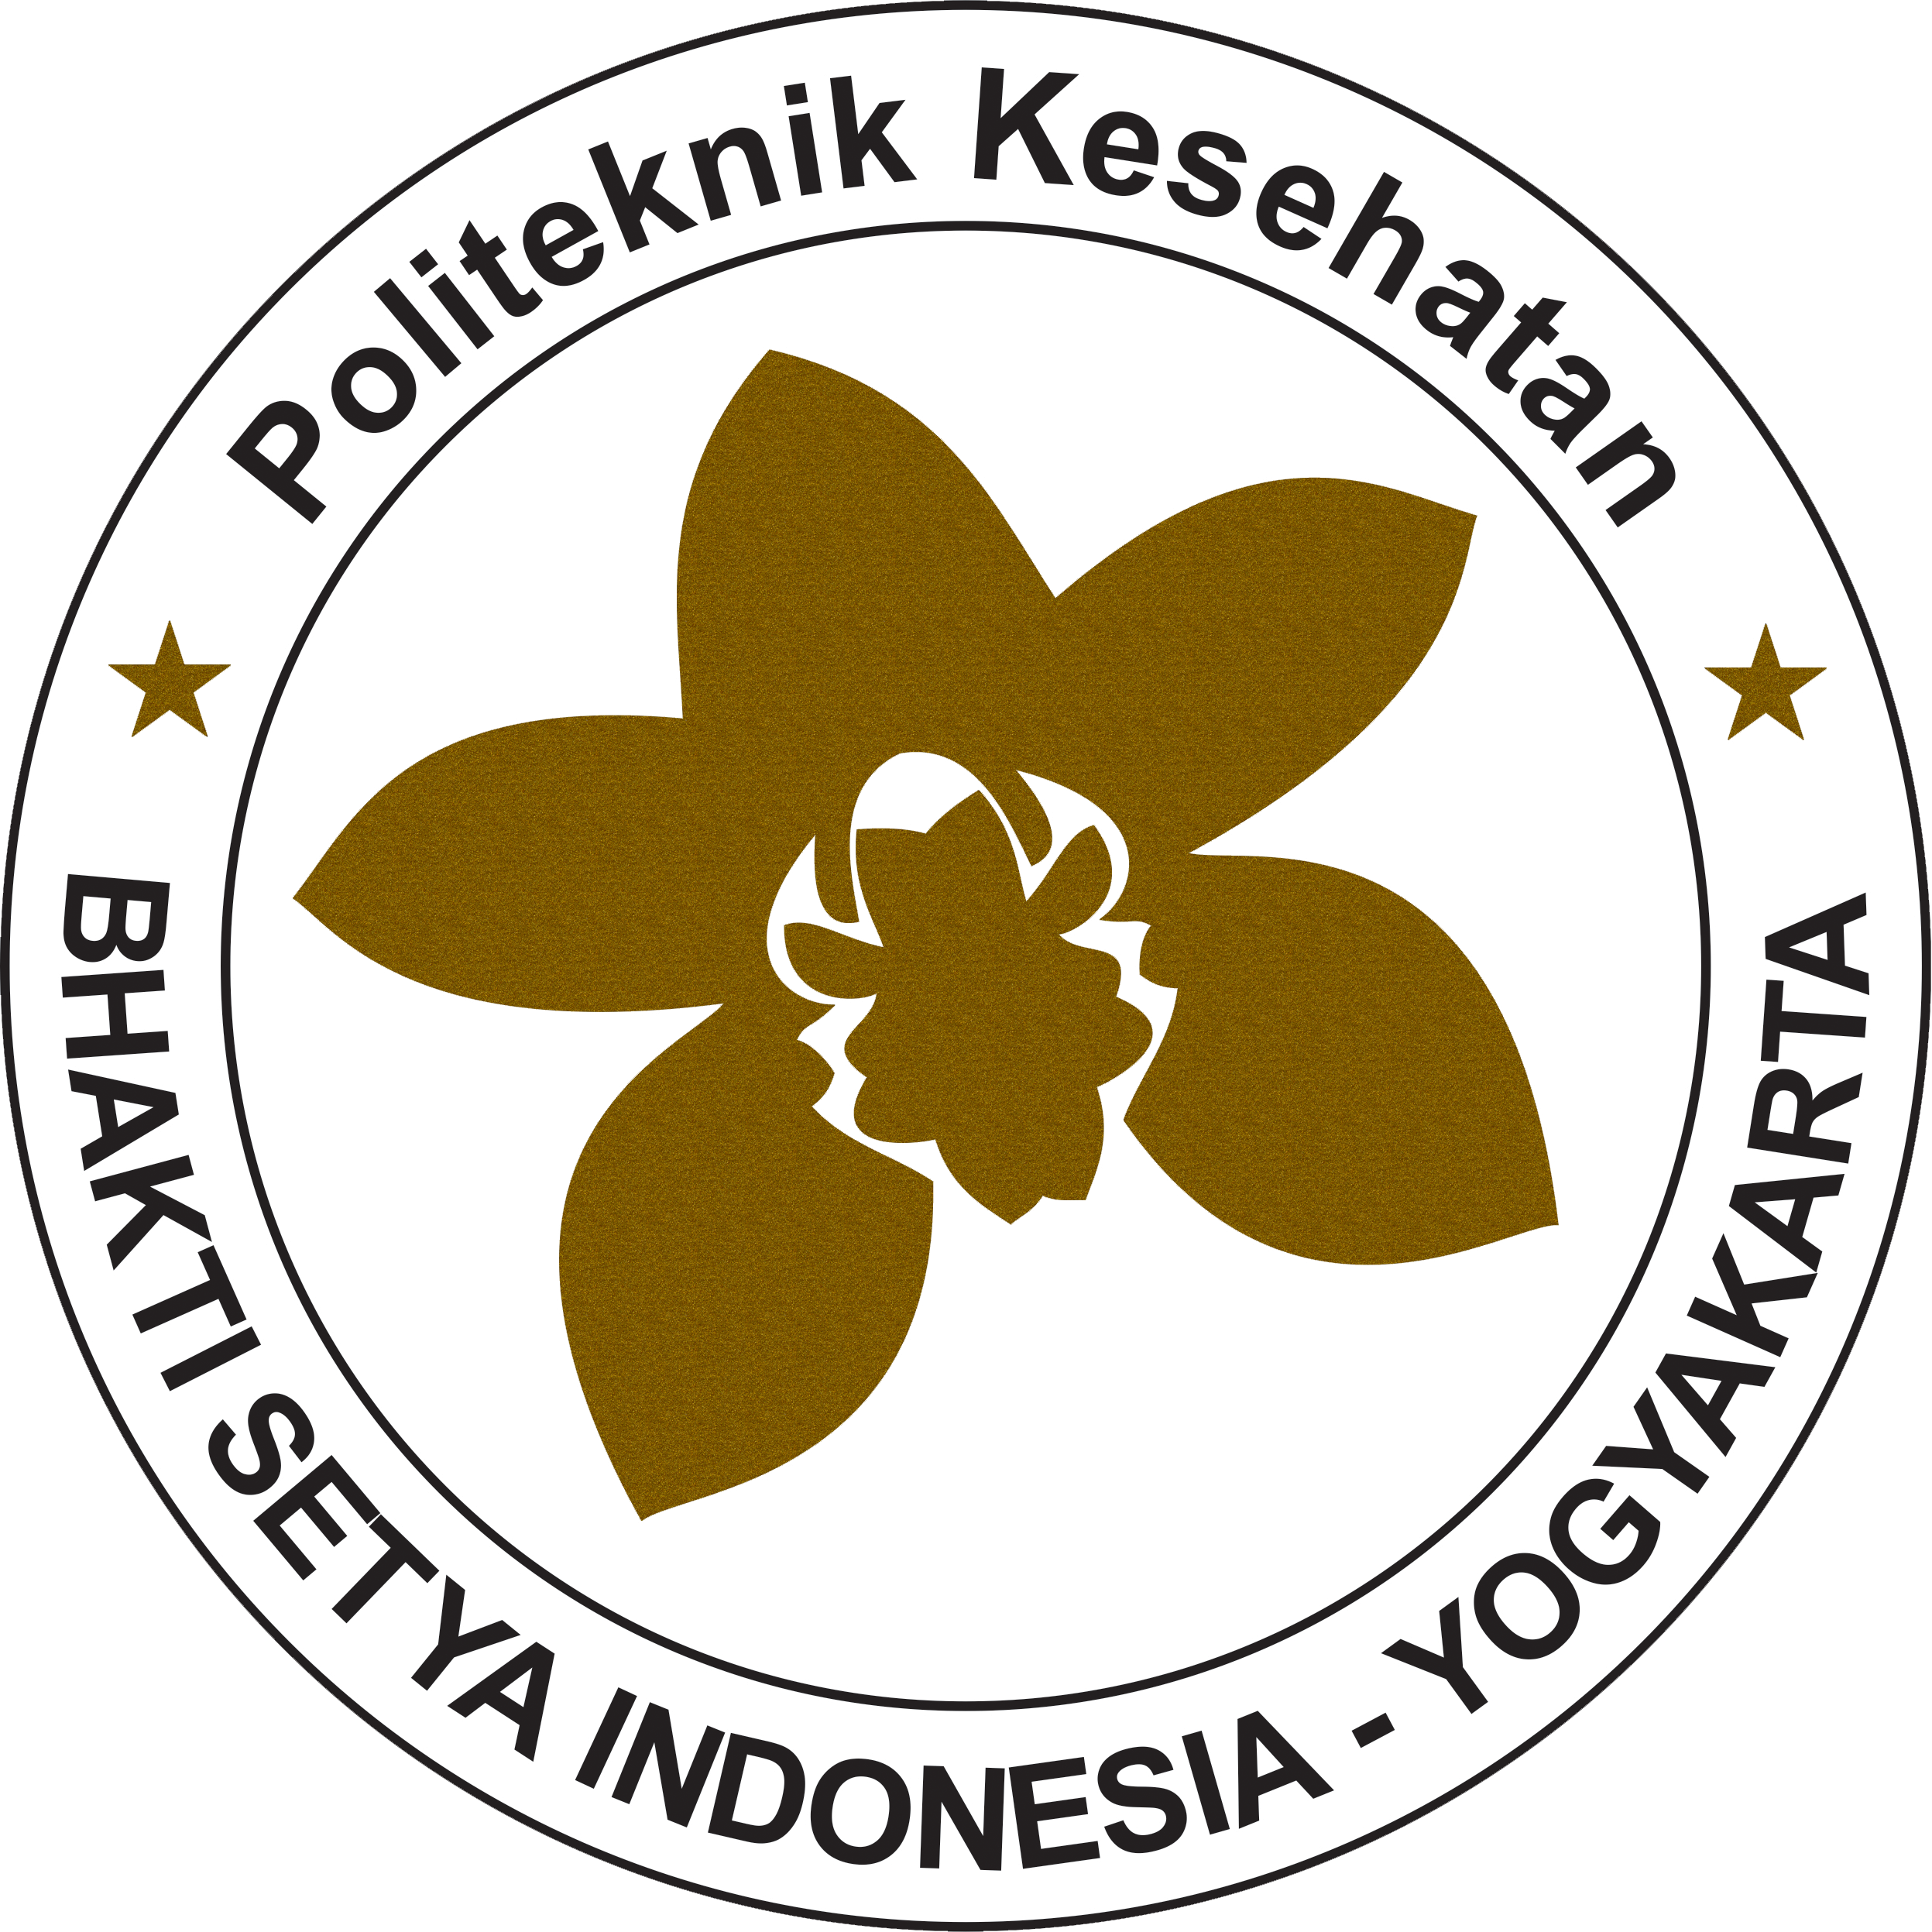 Politeknik Kesehatan
BHAKTI SETYA INDONESIA - YOGYAKARTA